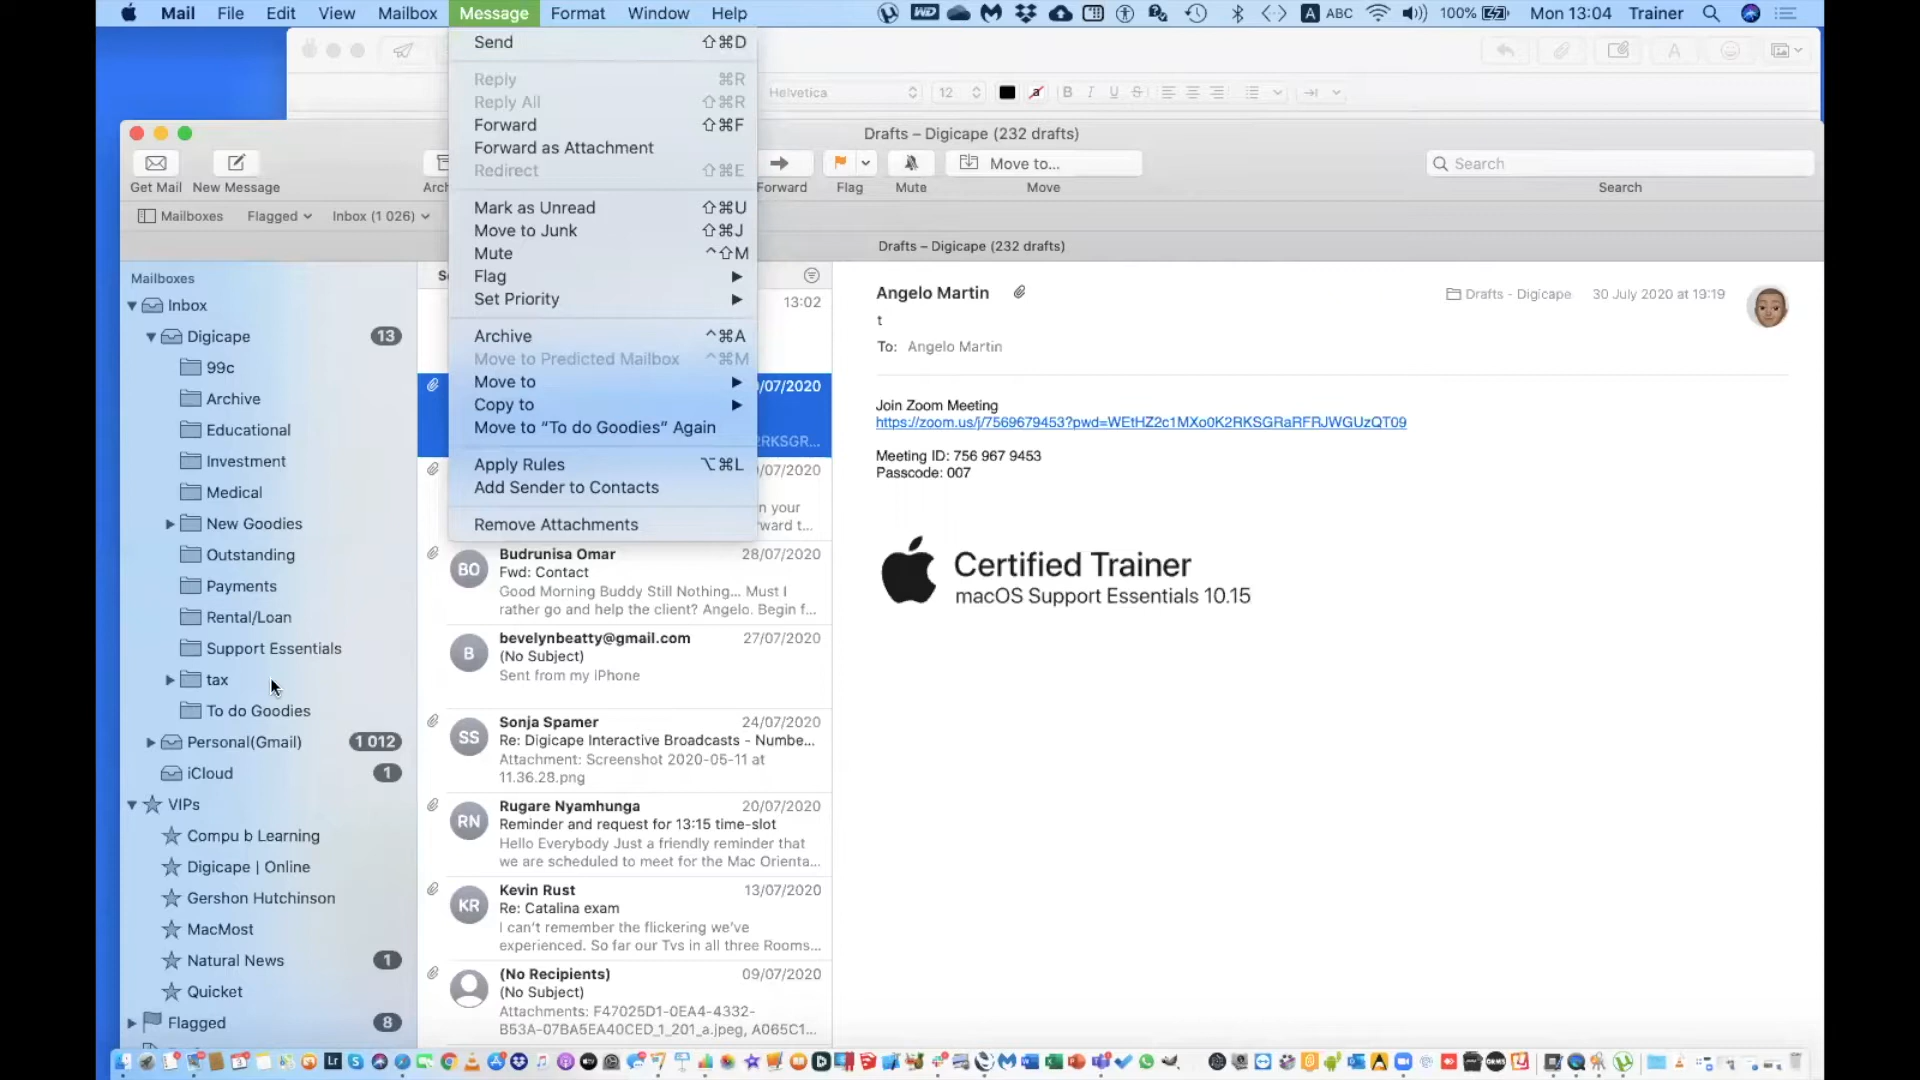 Mail File Edit View Mailbox Message Format Window Help
WD A ABC 100% Mon 13:04 Trainer
Send ⇧⌘D
Reply ⌘R
Reply All ⇧⌘R
Forward ⇧⌘F
Forward as Attachment
Redirect ⇧⌘E
Mark as Unread ⇧⌘U
Move to Junk ⇧⌘J
Mute ^⇧M
Flag
Set Priority
Archive ^⌘A
Move to Predicted Mailbox ^⌘M
Move to
Copy to
Move to “To do Goodies” Again
Apply Rules ⌥⌘L
Add Sender to Contacts
Remove Attachments
Helvetica 12 a B I U S
Drafts – Digicape (232 drafts)
Move to... Search
Get Mail New Message Forward Flag Mute Move Search
Mailboxes Flagged Inbox (1 026)
Drafts – Digicape (232 drafts)
Mailboxes
Inbox
Digicape 13
99c
Archive
Educational
Investment
Medical
New Goodies
Outstanding
Payments
Rental/Loan
Support Essentials
tax
To do Goodies
Personal(Gmail) 1 012
iCloud 1
VIPs
Compu b Learning
Digicape | Online
Gershon Hutchinson
MacMost
Natural News 1
Quicket
Flagged 8
13:02
/07/2020
2RKSGR...
/07/2020
n your
ward t...
BO
Budrunisa Omar 28/07/2020
Fwd: Contact
Good Morning Buddy Still Nothing... Must I
rather go and help the client? Angelo. Begin f...
B
bevelynbeatty@gmail.com 27/07/2020
(No Subject)
Sent from my iPhone
SS
Sonja Spamer 24/07/2020
Re: Digicape Interactive Broadcasts - Numbe...
Attachment: Screenshot 2020-05-11 at
11.36.28.png
RN
Rugare Nyamhunga 20/07/2020
Reminder and request for 13:15 time-slot
Hello Everybody Just a friendly reminder that
we are scheduled to meet for the Mac Orienta...
KR
Kevin Rust 13/07/2020
Re: Catalina exam
I can’t remember the flickering we’ve
experienced. So far our Tvs in all three Rooms...
(No Recipients) 09/07/2020
(No Subject)
Attachments: F47025D1-0EA4-4332-
B53A-07BA5EA40CED_1_201_a.jpeg, A065C1...
Angelo Martin Drafts - Digicape 30 July 2020 at 19:19
t
To: Angelo Martin
Join Zoom Meeting
https://zoom.us/j/7569679453?pwd=WEtHZ2c1MXo0K2RKSGRaRFRJWGUzQT09
Meeting ID: 756 967 9453
Passcode: 007
Certified Trainer
macOS Support Essentials 10.15